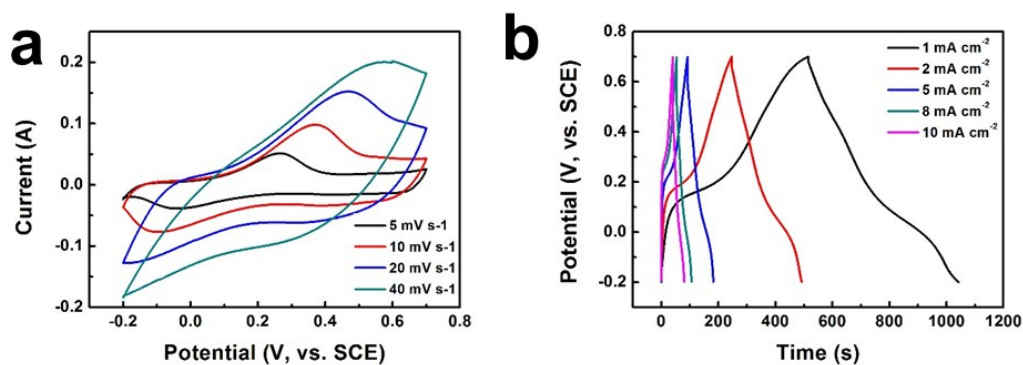 a
0.2
0.1
0.0
-0.1
-0.2
-0.2
0.0
0.2
0.4
0.6
0.8
Current (A)
Potential (V, vs. SCE)
5 mV s-1
10 mV s-1
20 mV s-1
40 mV s-1
b
0.8
0.6
0.4
0.2
0.0
-0.2
0
200
400
600
800
1000
1200
Potential (V, vs. SCE)
Time (s)
1 mA cm⁻²
2 mA cm⁻²
5 mA cm⁻²
8 mA cm⁻²
10 mA cm⁻²